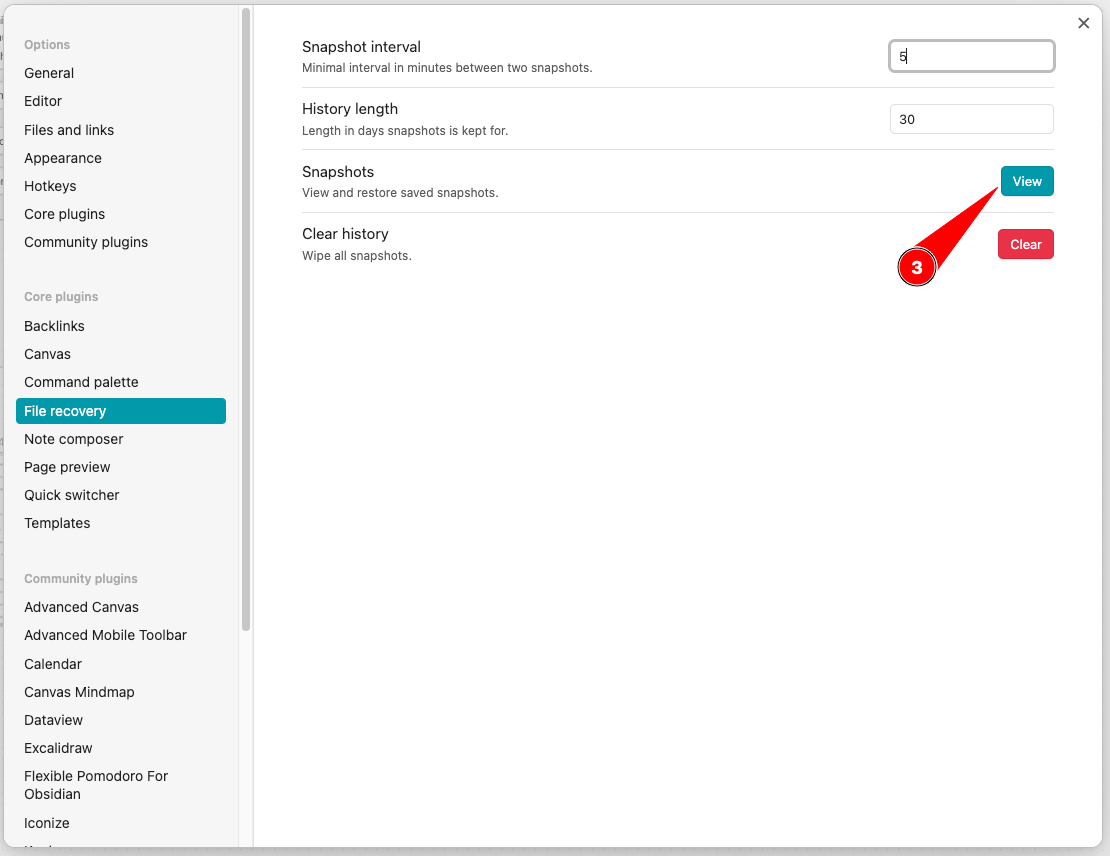 Options
General
Editor
Files and links
Appearance
Hotkeys
Core plugins
Community plugins
Core plugins
Backlinks
Canvas
Command palette
File recovery
Note composer
Page preview
Quick switcher
Templates
Community plugins
Advanced Canvas
Advanced Mobile Toolbar
Calendar
Canvas Mindmap
Dataview
Excalidraw
Flexible Pomodoro For
Obsidian
Iconize
Snapshot interval
Minimal interval in minutes between two snapshots.
5
History length
Length in days snapshots is kept for.
30
Snapshots
View and restore saved snapshots.
View
Clear history
Wipe all snapshots.
Clear
3